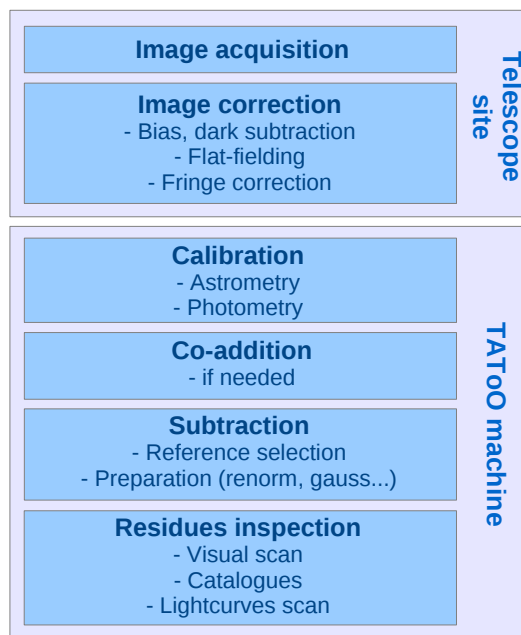 Image acquisition
Image correction
- Bias, dark subtraction
- Flat-fielding
- Fringe correction
Telescope
site
Calibration
- Astrometry
- Photometry
Co-addition
- if needed
Subtraction
- Reference selection
- Preparation (renorm, gauss...)
Residues inspection
- Visual scan
- Catalogues
- Lightcurves scan
TAToO machine